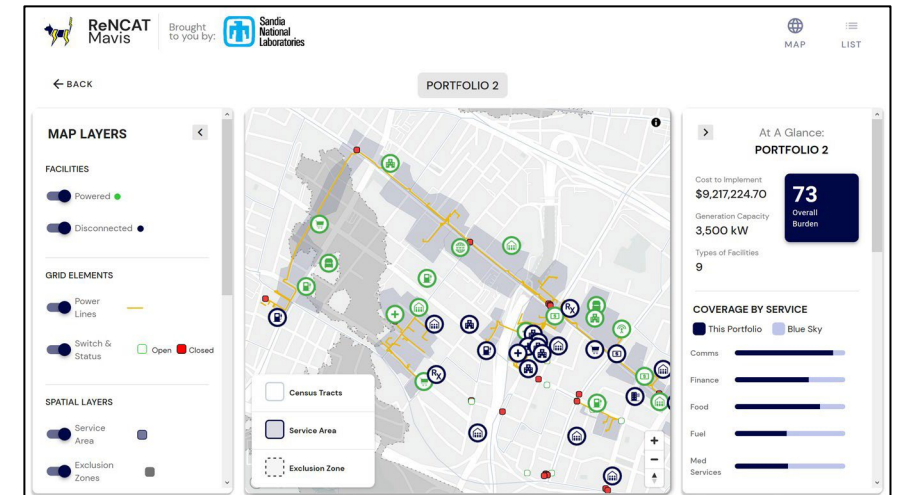 ReNCAT
Mavis
Brought
to you by:
Sandia
National
Laboratories
MAP
LIST
BACK
PORTFOLIO 2
MAP LAYERS
FACILITIES
Powered
Disconnected
GRID ELEMENTS
Power
Lines
Switch &
Status
Open
Closed
SPATIAL LAYERS
Service
Area
Exclusion
Zones
Rx
Rx
Census Tracts
Service Area
Exclusion Zone
At A Glance:
PORTFOLIO 2
Cost to Implement
$9,217,224.70
Generation Capacity
3,500 kW
Types of Facilities
9
73
Overall
Burden
COVERAGE BY SERVICE
This Portfolio
Blue Sky
Comms
Finance
Food
Fuel
Med
Services